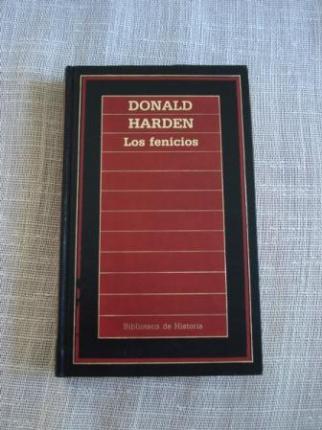 DONALD
HARDEN
Los fenicios
Biblioteca de Historia